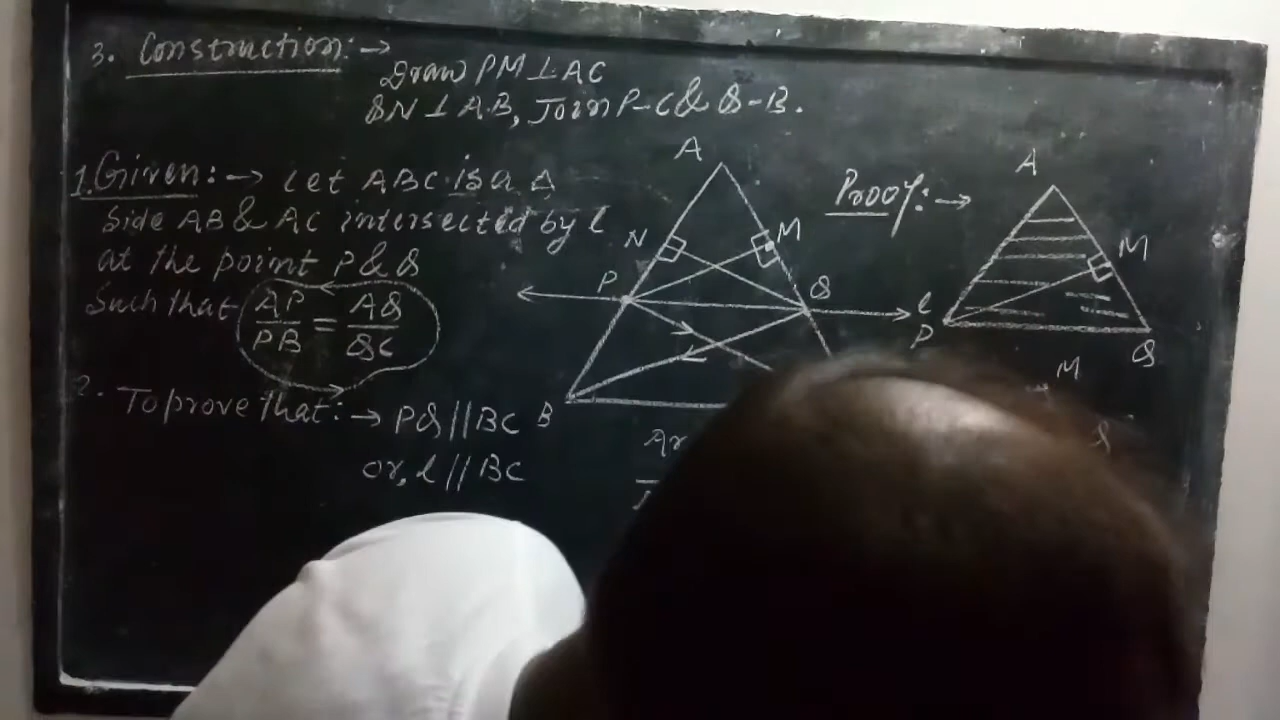 3. Construction:→
Draw PM⊥AC
QN⊥AB, Join P-C & Q-B.
1. Given:→ Let ABC is a Δ
Side AB & AC intersected by l
at the point P & Q
Such that AP/PB = AQ/QC
2. To prove that:→ PQ//BC
or, l//BC
A
N
M
P
Q
l
B
Ar
Proof:→
A
M
P
Q
M